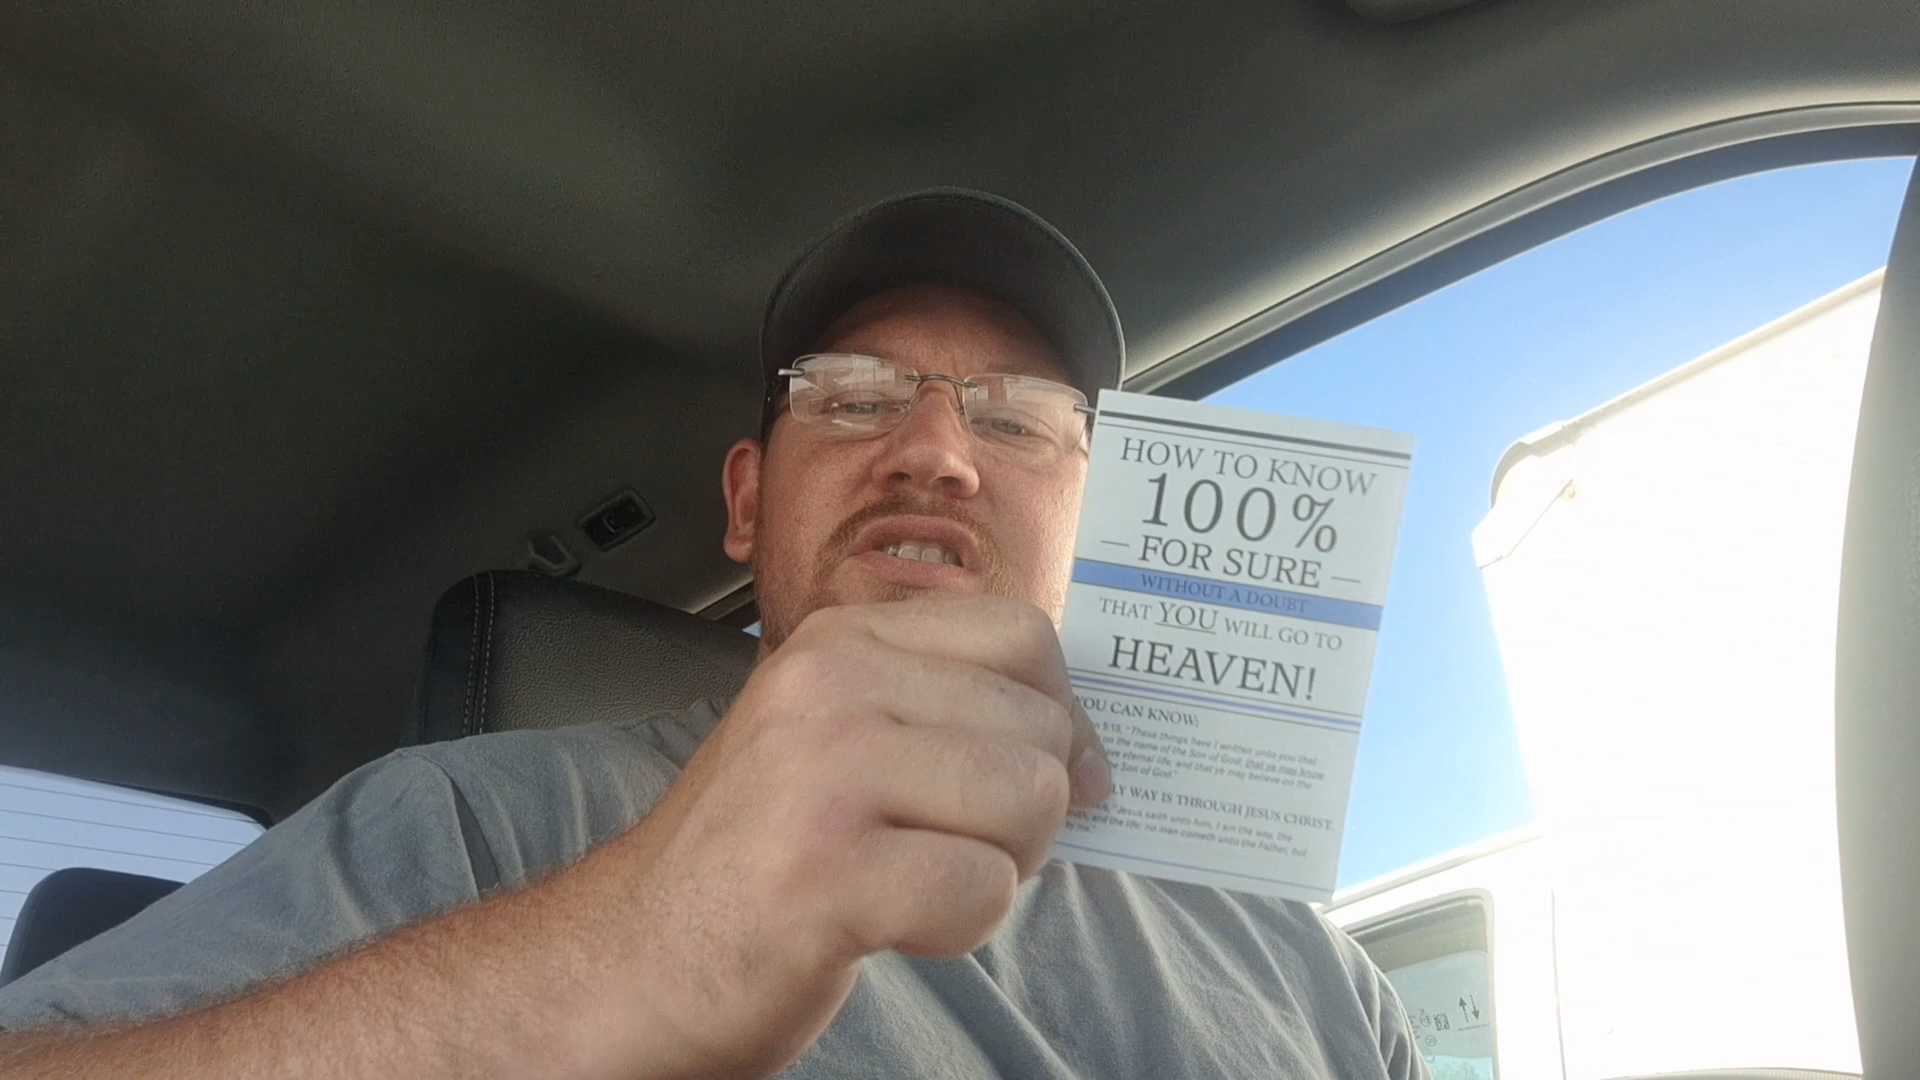 HOW TO KNOW
100%
— FOR SURE —
WITHOUT A DOUBT
THAT YOU WILL GO TO
HEAVEN!
YOU CAN KNOW:
5:13, "These things have I written unto you that
on the name of the Son of God; that ye may know
eternal life, and that ye may believe on the
Son of God."
WAY IS THROUGH JESUS CHRIST.
"Jesus saith unto him, I am the way, the
and the life: no man cometh unto the Father, but
by me."